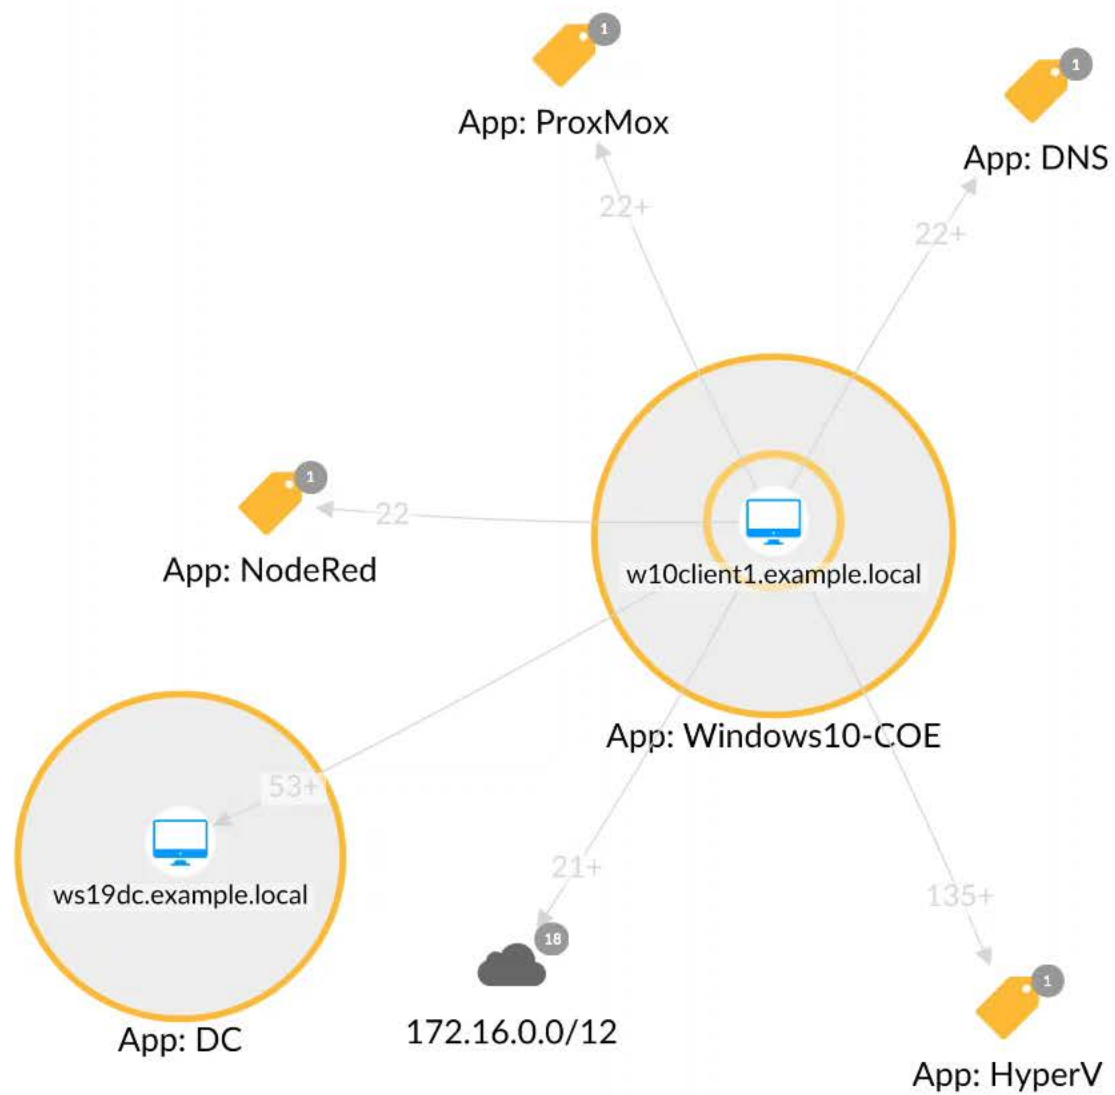 1
App: ProxMox
1
App: DNS
22+
22+
1
22
App: NodeRed
w10client1.example.local
App: Windows10-COE
53+
ws19dc.example.local
App: DC
21+
18
172.16.0.0/12
135+
1
App: HyperV